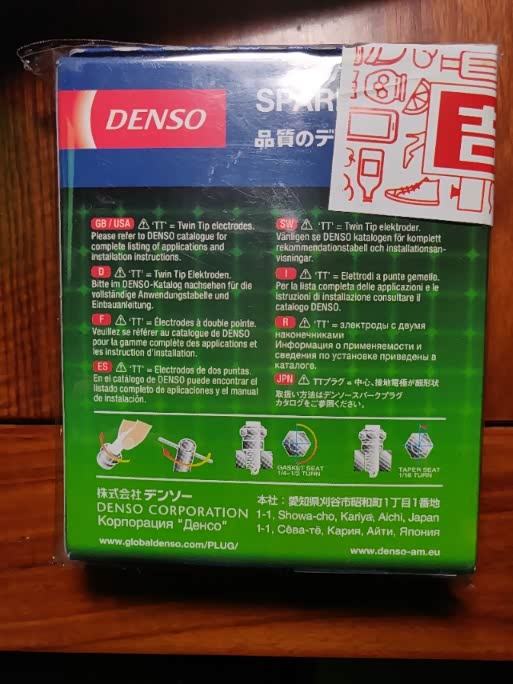 DENSO
品質のデ
GB / USA 'TT' = Twin Tip electrodes.
Please refer to DENSO catalogue for
complete listing of applications and
installation instructions.
D 'TT' = Twin Tip Elektroden.
Bitte im DENSO-Katalog nachsehen für die
vollständige Anwendungstabelle und
Einbauanleitung.
F 'TT' = Électrodes à double pointe.
Veuillez se référer au catalogue de DENSO
pour la gamme complète des applications et
les instruction d'installation.
ES 'TT' = Electrodos de dos puntas.
En el catálogo de DENSO puede encontrar el
listado completo de aplicaciones y el manual
de instalación.
SW 'TT' = Twin Tip elektroder.
Vänligen se DENSO katalogen för komplett
rekommendationstabell och installationsan-
visningar.
I 'TT' = Elettrodi a punte gemelle.
Per la lista completa delle applicazioni e le
istruzioni di installazione consultare il
catalogo DENSO.
R 'TT' = электроды с двумя
наконечниками
Информация о применимости и
сведения по установке приведены в
каталоге.
JPN TTプラグ = 中心、接地電極が細形状
取扱い方法はデンソースパークプラグ
カタログをご参照ください。
GASKET SEAT
1/4-1/2 TURN
TAPER SEAT
1/16 TURN
株式会社 デンソー
DENSO CORPORATION
Корпорация "Денсо"
本社：愛知県刈谷市昭和町1丁目1番地
1-1, Showa-cho, Kariya, Aichi, Japan
1-1, Сёва-тё, Кария, Айти, Япония
www.globaldenso.com/PLUG/
www.denso-am.eu